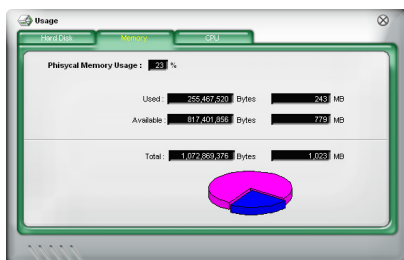 Usage
Hard Disk Memory CPU
Phisycal Memory Usage : 23 %
Used : 255,467,520 Bytes 243 MB
Available : 817,401,856 Bytes 779 MB
Total : 1,072,869,376 Bytes 1,023 MB